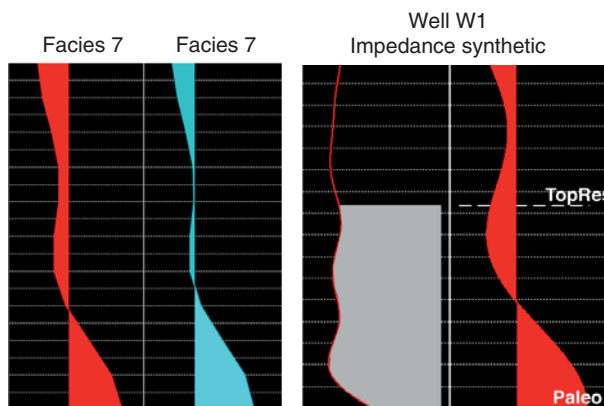 Facies 7 Facies 7
Well W1
Impedance synthetic
TopRes
Paleo